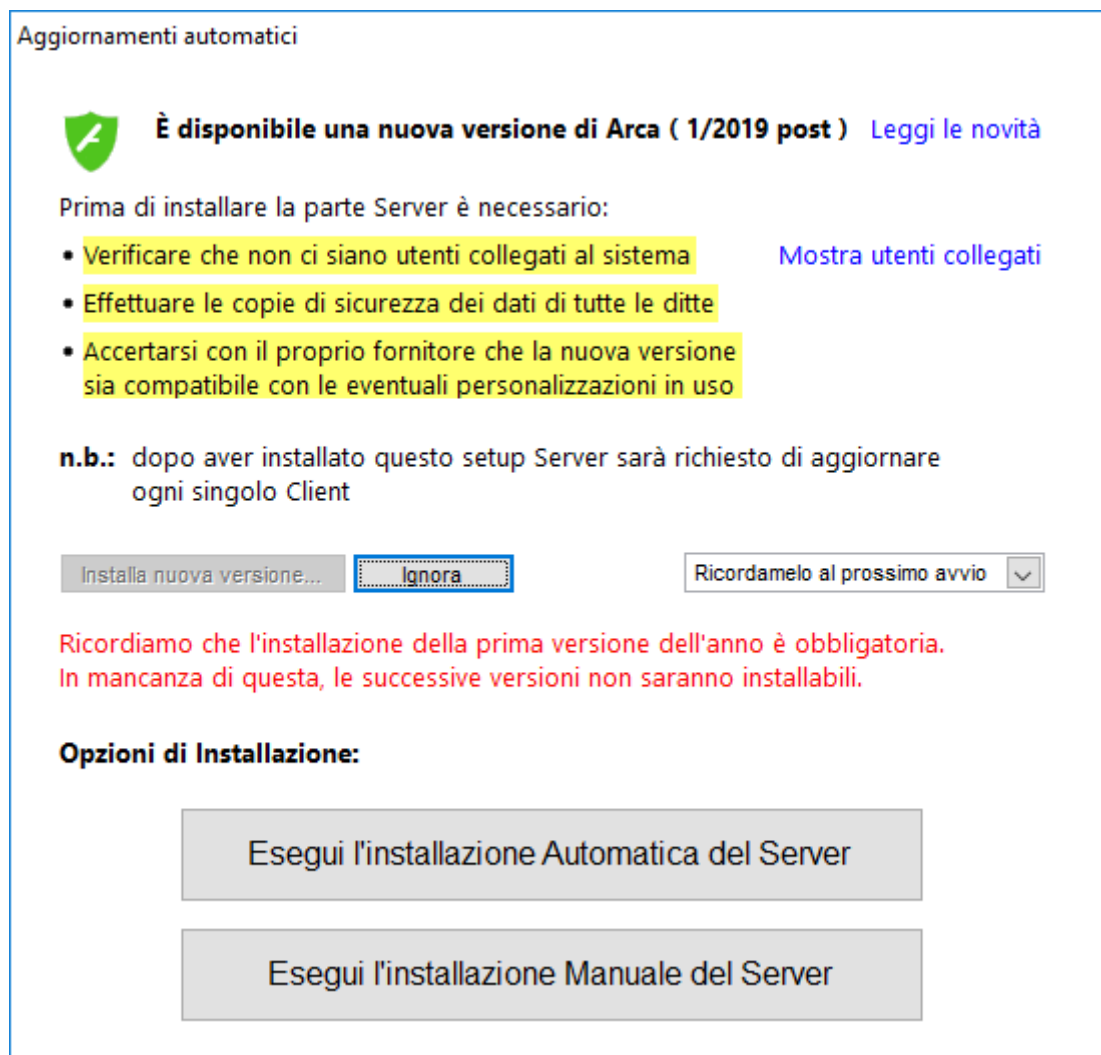 Aggiornamenti automatici
È disponibile una nuova versione di Arca ( 1/2019 post ) Leggi le novità
Prima di installare la parte Server è necessario:
• Verificare che non ci siano utenti collegati al sistema Mostra utenti collegati
• Effettuare le copie di sicurezza dei dati di tutte le ditte
• Accertarsi con il proprio fornitore che la nuova versione
sia compatibile con le eventuali personalizzazioni in uso
n.b.: dopo aver installato questo setup Server sarà richiesto di aggiornare
ogni singolo Client
Installa nuova versione... Ignora Ricordamelo al prossimo avvio
Ricordiamo che l'installazione della prima versione dell'anno è obbligatoria.
In mancanza di questa, le successive versioni non saranno installabili.
Opzioni di Installazione:
Esegui l'installazione Automatica del Server
Esegui l'installazione Manuale del Server